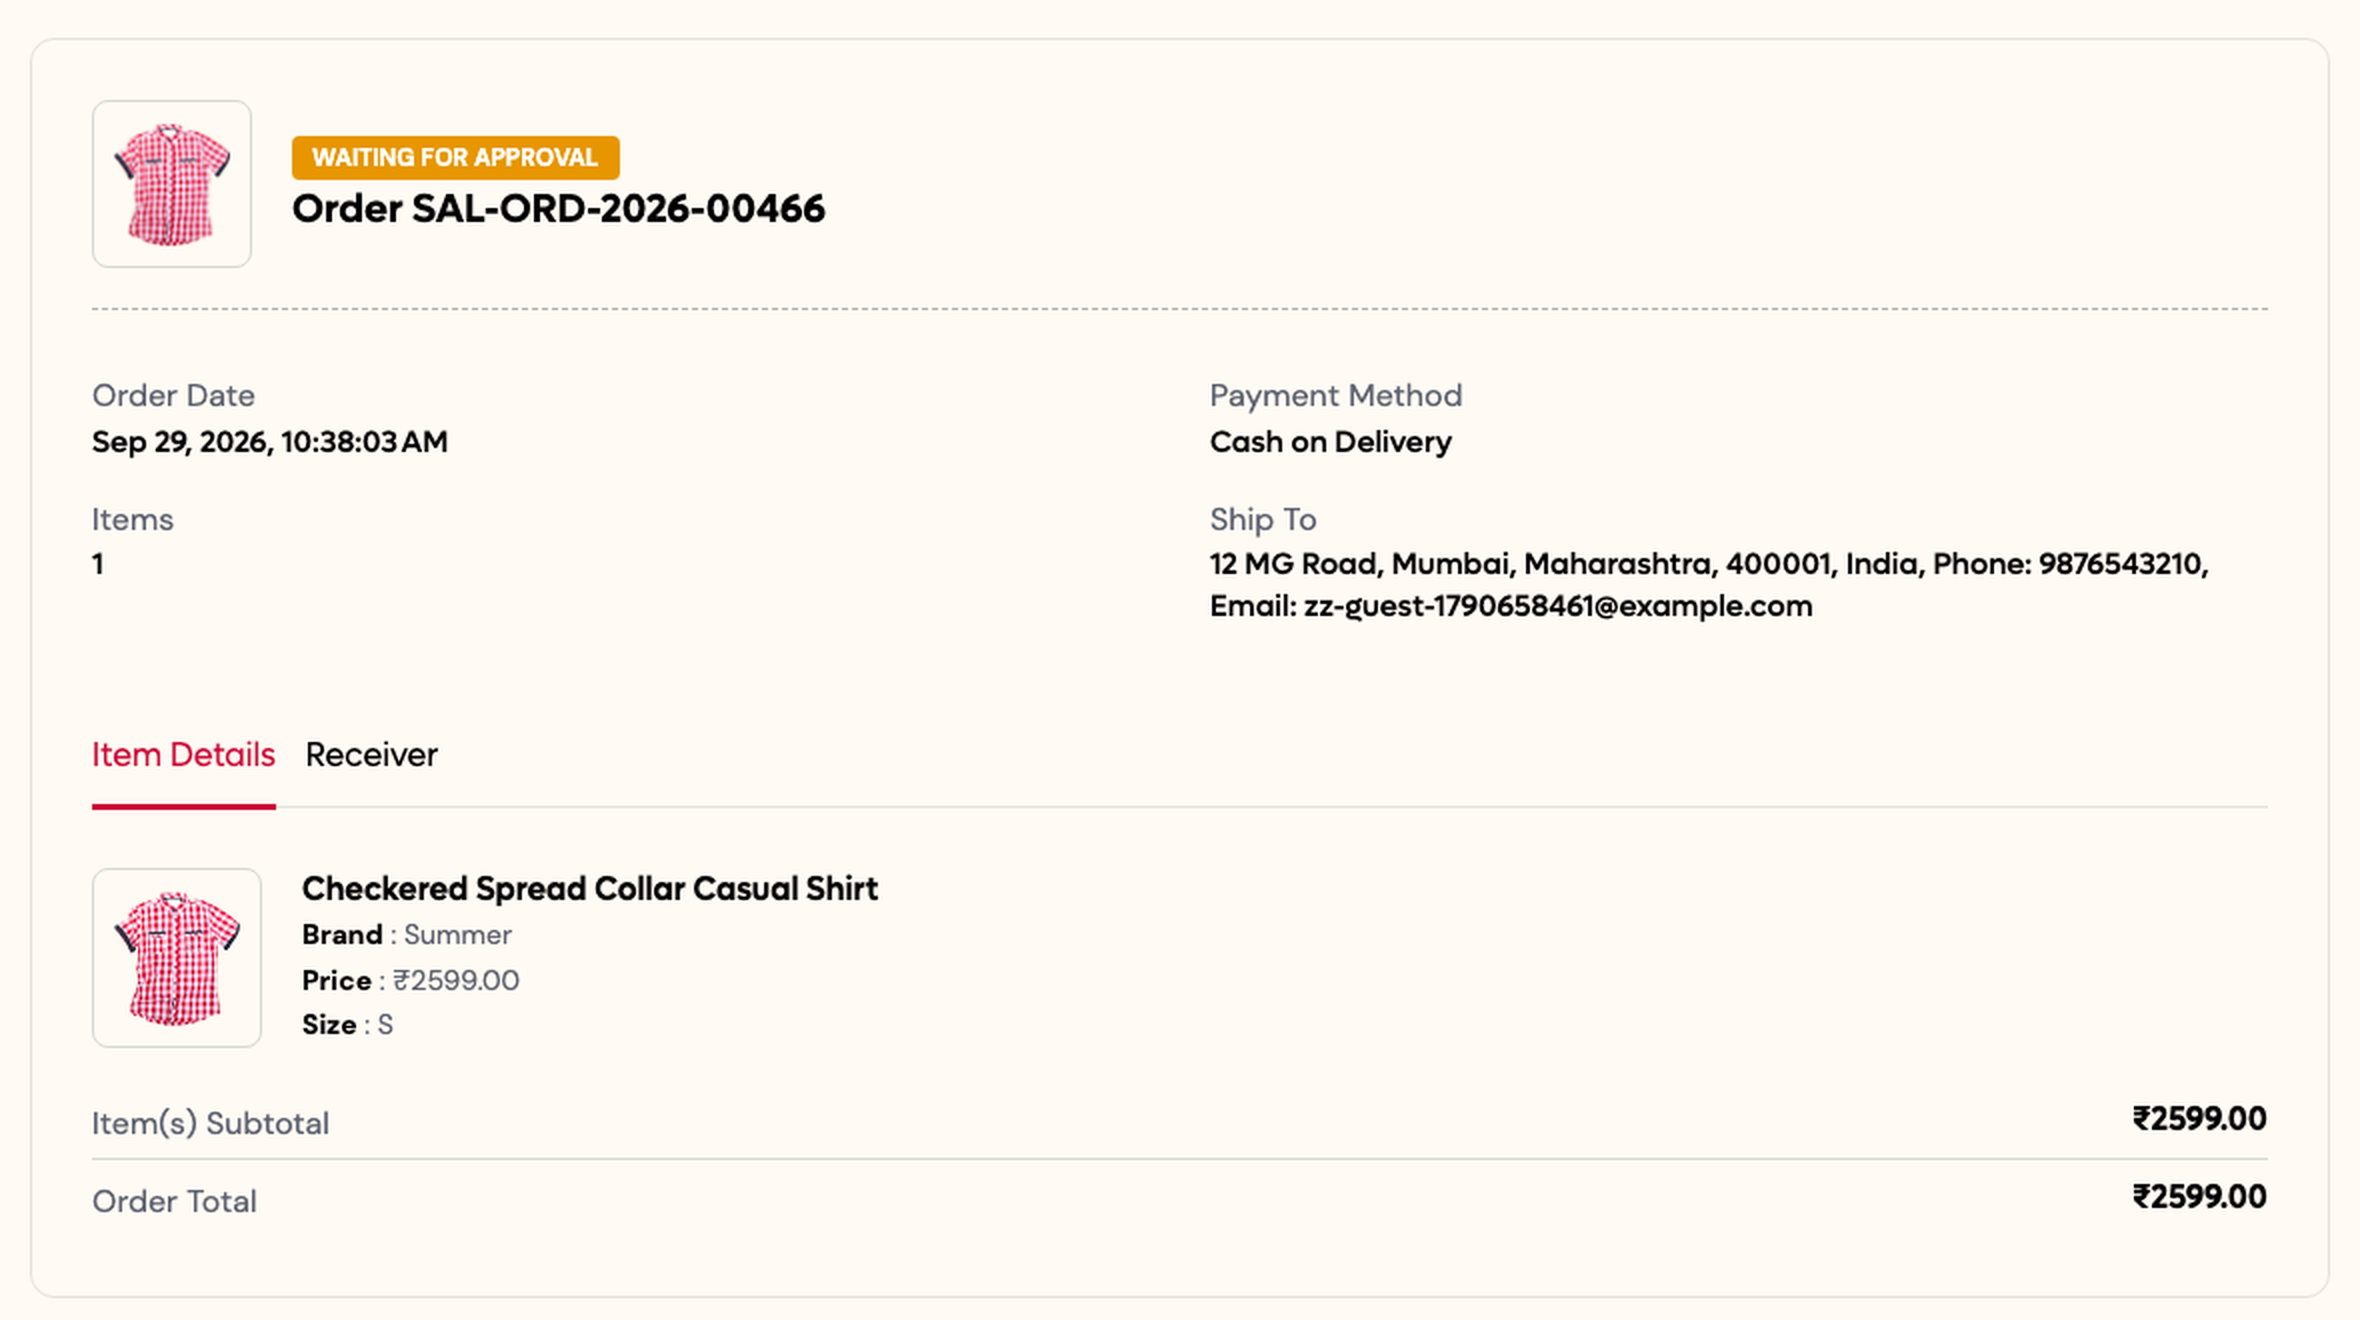 WAITING FOR APPROVAL
Order SAL-ORD-2026-00466
Order Date
Sep 29, 2026, 10:38:03 AM
Payment Method
Cash on Delivery
Items
1
Ship To
12 MG Road, Mumbai, Maharashtra, 400001, India, Phone: 9876543210,
Email: zz-guest-1790658461@example.com
Item Details Receiver
Checkered Spread Collar Casual Shirt
Brand : Summer
Price : ₹2599.00
Size : S
Item(s) Subtotal ₹2599.00
Order Total ₹2599.00